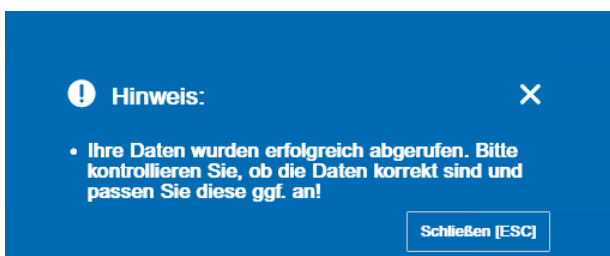 Hinweis:
• Ihre Daten wurden erfolgreich abgerufen. Bitte
kontrollieren Sie, ob die Daten korrekt sind und
passen Sie diese ggf. an!
Schließen [ESC]